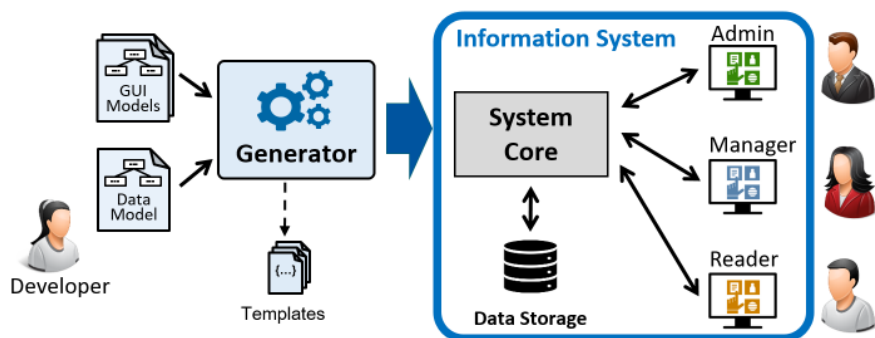 GUI
Models
Data
Model
Developer
Generator
{...}
Templates
Information System
System
Core
Data Storage
Admin
Manager
Reader